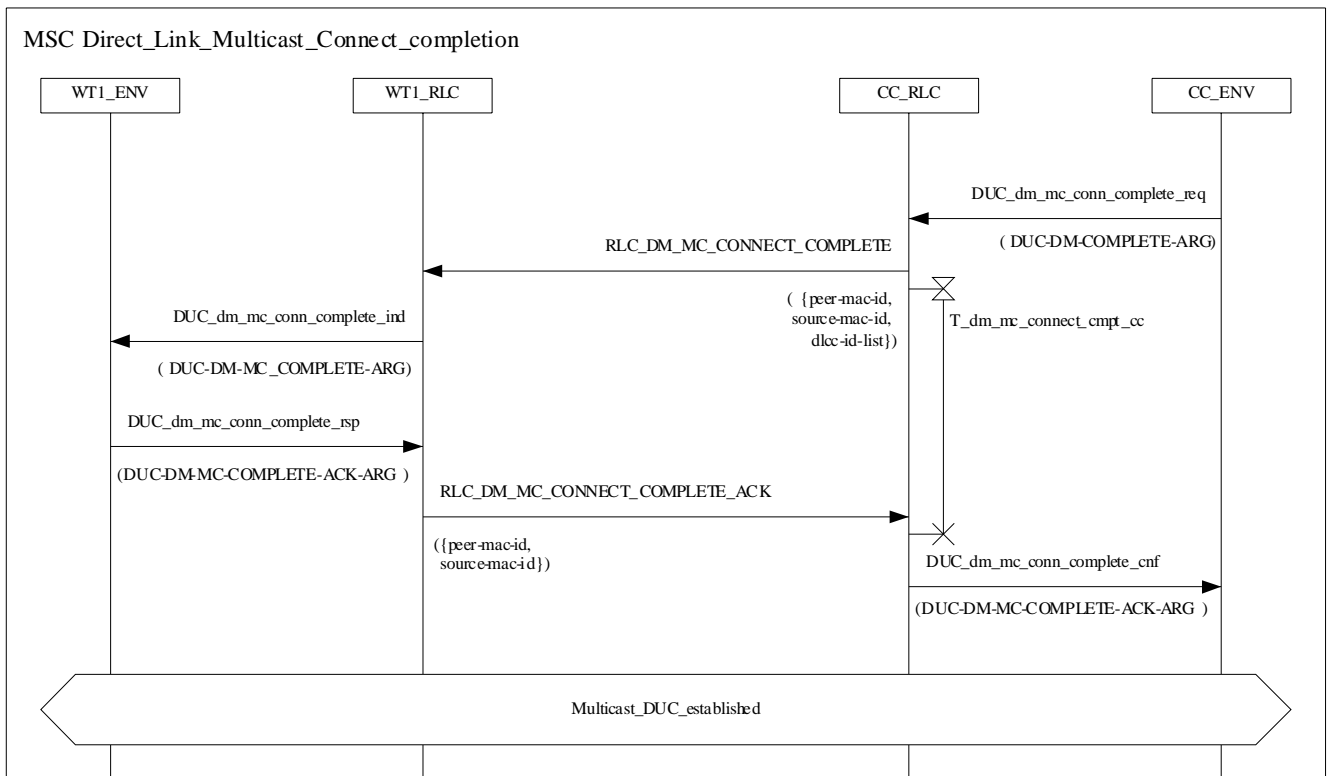 MSC Direct_Link_Multicast_Connect_completion
WT1_ENV
WT1_RLC
CC_RLC
CC_ENV
DUC_dm_mc_conn_complete_req
( DUC-DM-COMPLETE-ARG)
RLC_DM_MC_CONNECT_COMPLETE
( {peer-mac-id,
source-mac-id,
dlcc-id-list})
T_dm_mc_connect_cmpt_cc
DUC_dm_mc_conn_complete_ind
( DUC-DM-MC_COMPLETE-ARG)
DUC_dm_mc_conn_complete_rsp
(DUC-DM-MC-COMPLETE-ACK-ARG )
RLC_DM_MC_CONNECT_COMPLETE_ACK
({peer-mac-id,
source-mac-id})
DUC_dm_mc_conn_complete_cnf
(DUC-DM-MC-COMPLETE-ACK-ARG )
Multicast_DUC_established